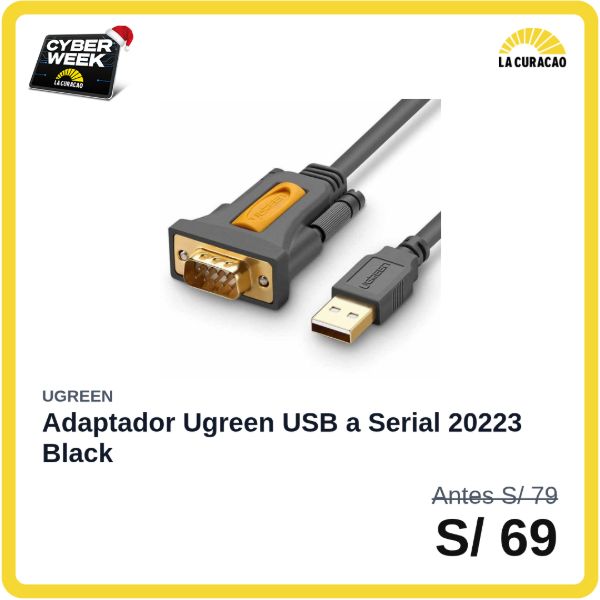 CYBER
WEEK
LA CURACAO
LA CURACAO
UGREEN
UGREEN
UGREEN
Adaptador Ugreen USB a Serial 20223
Black
Antes S/ 79
S/ 69